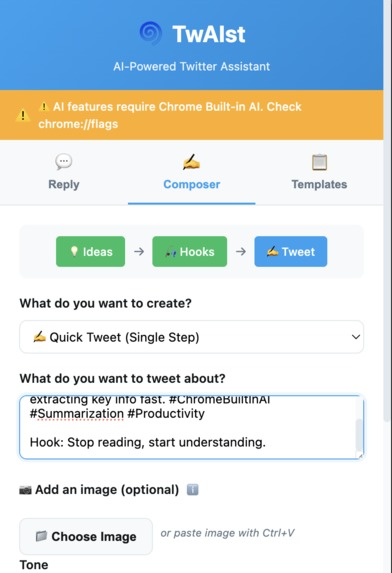 TwAIst
AI-Powered Twitter Assistant
⚠️ AI features require Chrome Built-in AI. Check
chrome://flags
Reply
Composer
Templates
Ideas → Hooks → Tweet
What do you want to create?
Quick Tweet (Single Step)
What do you want to tweet about?
extracting key info fast. #ChromeBuiltinAI
#Summarization #Productivity
Hook: Stop reading, start understanding.
Add an image (optional) ℹ️
Choose Image or paste image with Ctrl+V
Tone